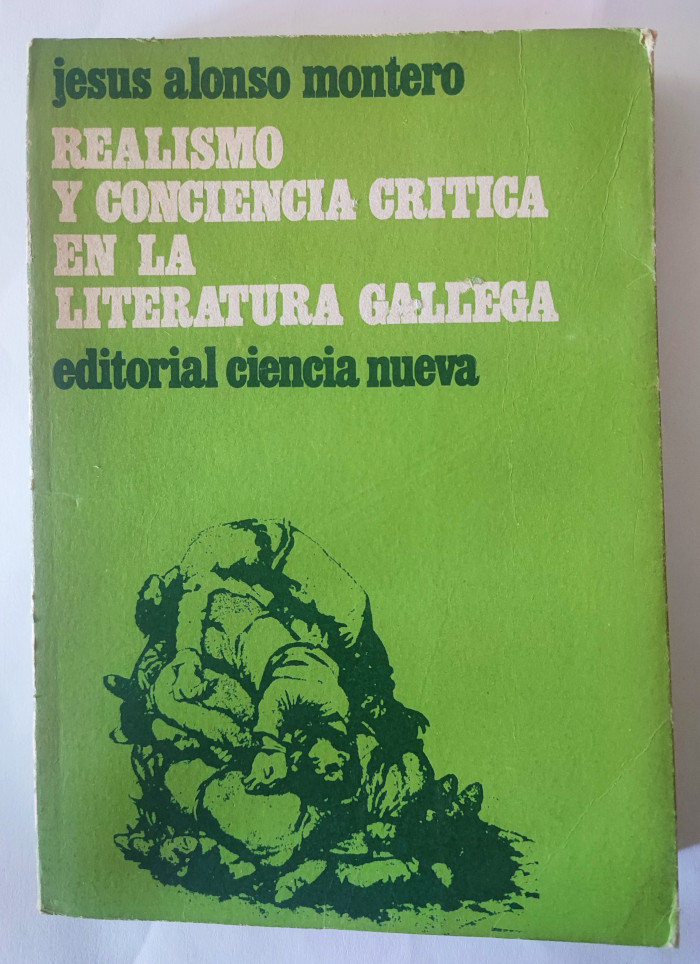 jesus alonso montero
REALISMO
Y CONCIENCIA CRITICA
EN LA
LITERATURA GALLEGA
editorial ciencia nueva